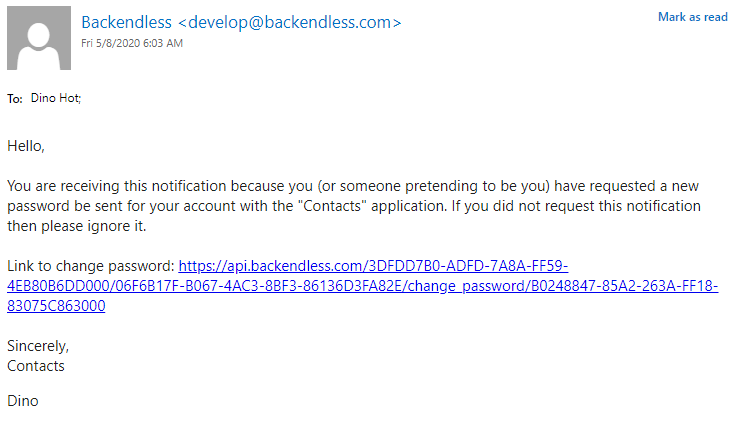 Backendless <develop@backendless.com>
Mark as read
Fri 5/8/2020 6:03 AM
To: Dino Hot;
Hello,
You are receiving this notification because you (or someone pretending to be you) have requested a new
password be sent for your account with the "Contacts" application. If you did not request this notification
then please ignore it.
Link to change password: https://api.backendless.com/3DFDD7B0-ADFD-7A8A-FF59-
4EB80B6DD000/06F6B17F-B067-4AC3-8BF3-86136D3FA82E/change_password/B0248847-85A2-263A-FF18-
83075C863000
Sincerely,
Contacts
Dino